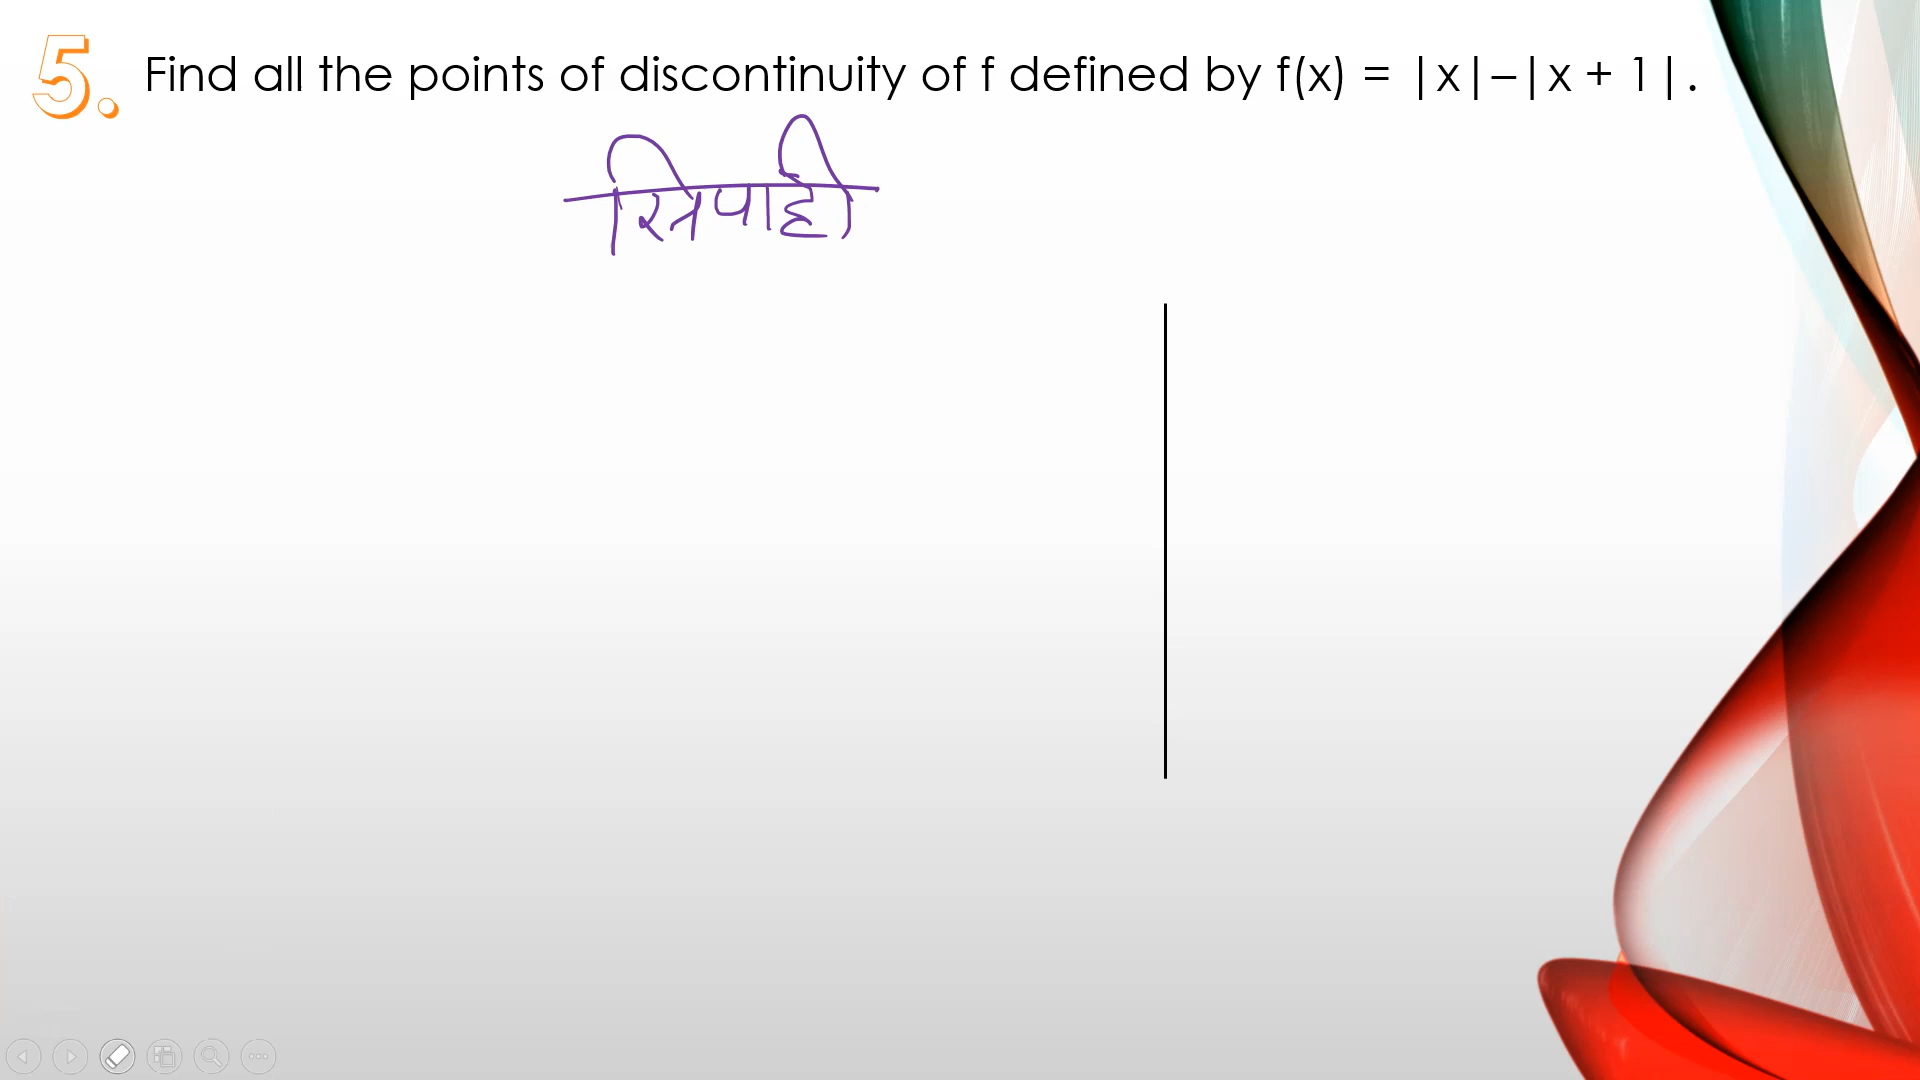 5. Find all the points of discontinuity of f defined by f(x) = |x|–|x + 1|.